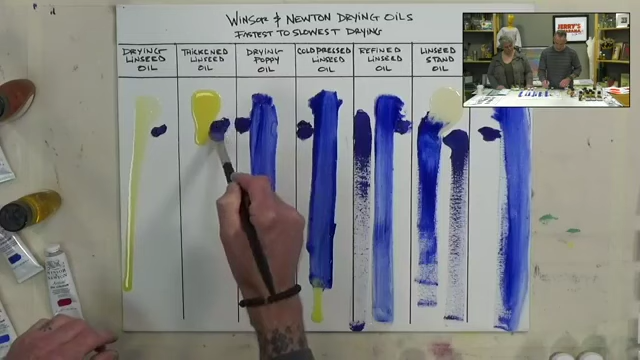 WINSOR & NEWTON DRYING OILS
FASTEST TO SLOWEST DRYING
DRYING LINSEED OIL
THICKENED LINSEED OIL
DRYING POPPY OIL
COLD PRESSED LINSEED OIL
REFINED LINSEED OIL
LINSEED STAND OIL
JERRY'S